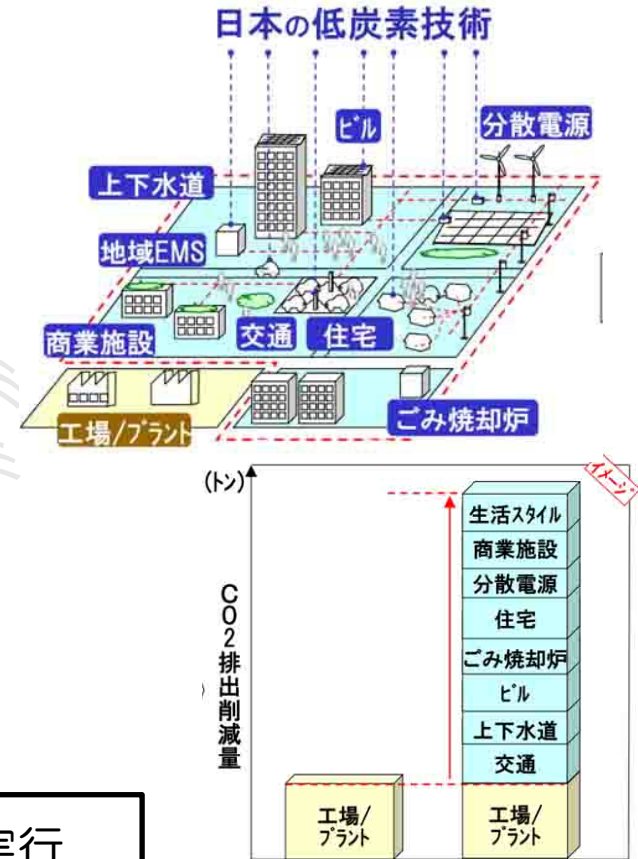 日本の低炭素技術
ビル
分散電源
上下水道
地域EMS
商業施設
交通
住宅
工場/プラント
ごみ焼却炉
(トン)
イメージ
CO2排出削減量
生活スタイル
商業施設
分散電源
住宅
ごみ焼却炉
ビル
上下水道
交通
工場/
プラント
工場/
プラント
実行